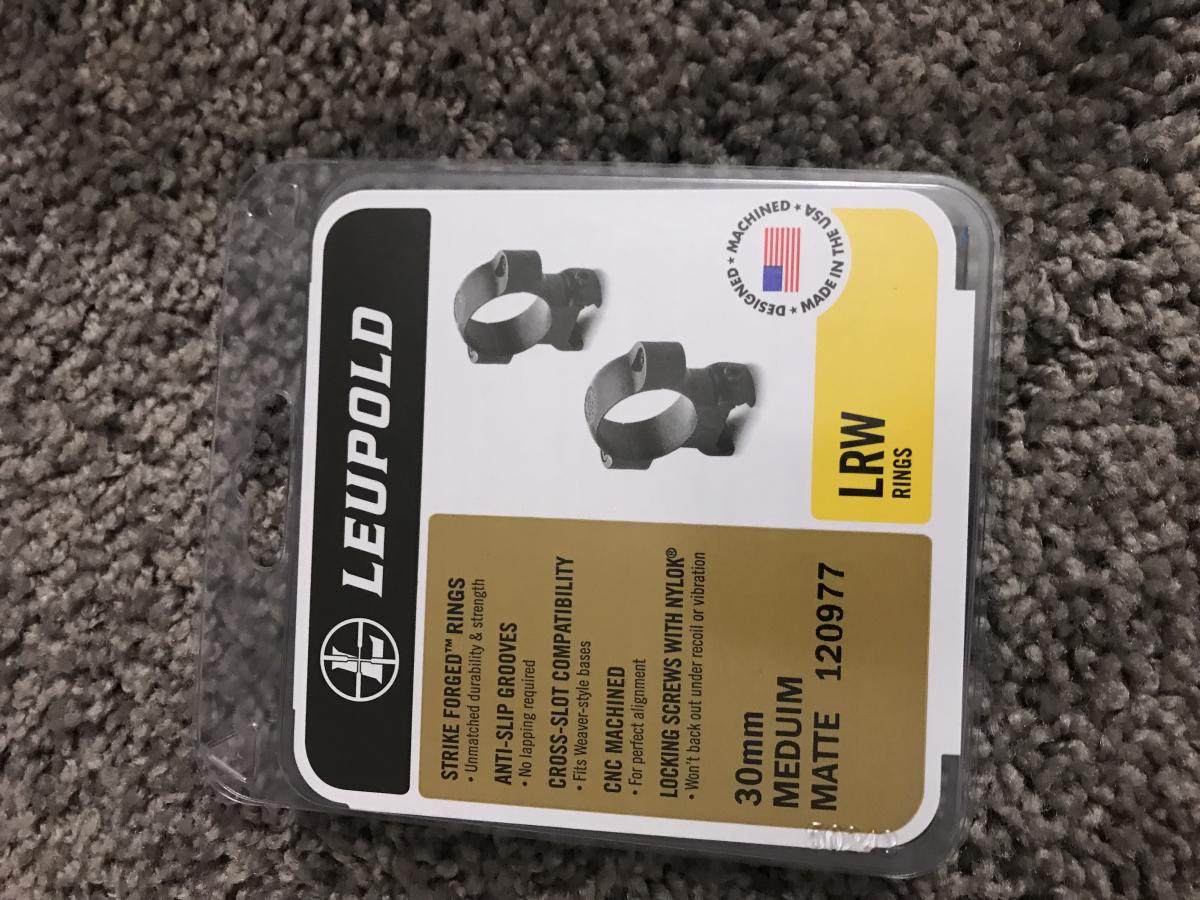 LEUPOLD
STRIKE FORGED™ RINGS
• Unmatched durability & strength
ANTI-SLIP GROOVES
• No lapping required
CROSS-SLOT COMPATIBILITY
• Fits Weaver-style bases
CNC MACHINED
• For perfect alignment
LOCKING SCREWS WITH NYLOK®
• Won't back out under recoil or vibration
30mm
MEDUIM
MATTE 120977
DESIGNED ★ MACHINED ★ MADE IN THE USA ★
LRW
RINGS